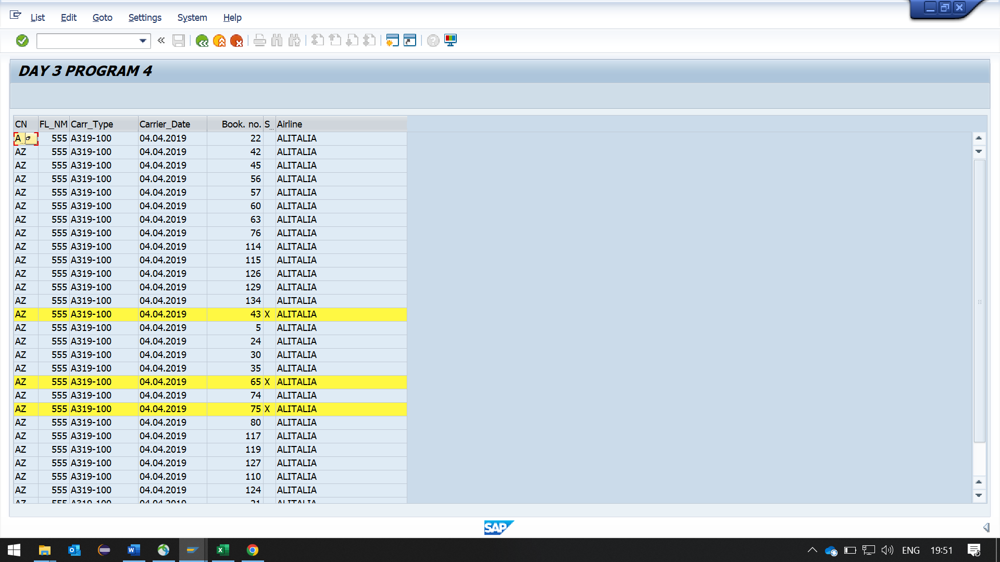 List Edit Goto Settings System Help
DAY 3 PROGRAM 4
CN FL_NM Carr_Type Carrier_Date Book. no. S... Airline
A... 555 A319-100 04.04.2019 22 ALITALIA
AZ 555 A319-100 04.04.2019 42 ALITALIA
AZ 555 A319-100 04.04.2019 45 ALITALIA
AZ 555 A319-100 04.04.2019 56 ALITALIA
AZ 555 A319-100 04.04.2019 57 ALITALIA
AZ 555 A319-100 04.04.2019 60 ALITALIA
AZ 555 A319-100 04.04.2019 63 ALITALIA
AZ 555 A319-100 04.04.2019 76 ALITALIA
AZ 555 A319-100 04.04.2019 114 ALITALIA
AZ 555 A319-100 04.04.2019 115 ALITALIA
AZ 555 A319-100 04.04.2019 126 ALITALIA
AZ 555 A319-100 04.04.2019 129 ALITALIA
AZ 555 A319-100 04.04.2019 134 ALITALIA
AZ 555 A319-100 04.04.2019 43 X ALITALIA
AZ 555 A319-100 04.04.2019 5 ALITALIA
AZ 555 A319-100 04.04.2019 24 ALITALIA
AZ 555 A319-100 04.04.2019 30 ALITALIA
AZ 555 A319-100 04.04.2019 35 ALITALIA
AZ 555 A319-100 04.04.2019 65 X ALITALIA
AZ 555 A319-100 04.04.2019 74 ALITALIA
AZ 555 A319-100 04.04.2019 75 X ALITALIA
AZ 555 A319-100 04.04.2019 80 ALITALIA
AZ 555 A319-100 04.04.2019 117 ALITALIA
AZ 555 A319-100 04.04.2019 119 ALITALIA
AZ 555 A319-100 04.04.2019 127 ALITALIA
AZ 555 A319-100 04.04.2019 110 ALITALIA
AZ 555 A319-100 04.04.2019 124 ALITALIA
AZ 555 A319-100 04.04.2019 21 ALITALIA
SAP
ENG 19:51